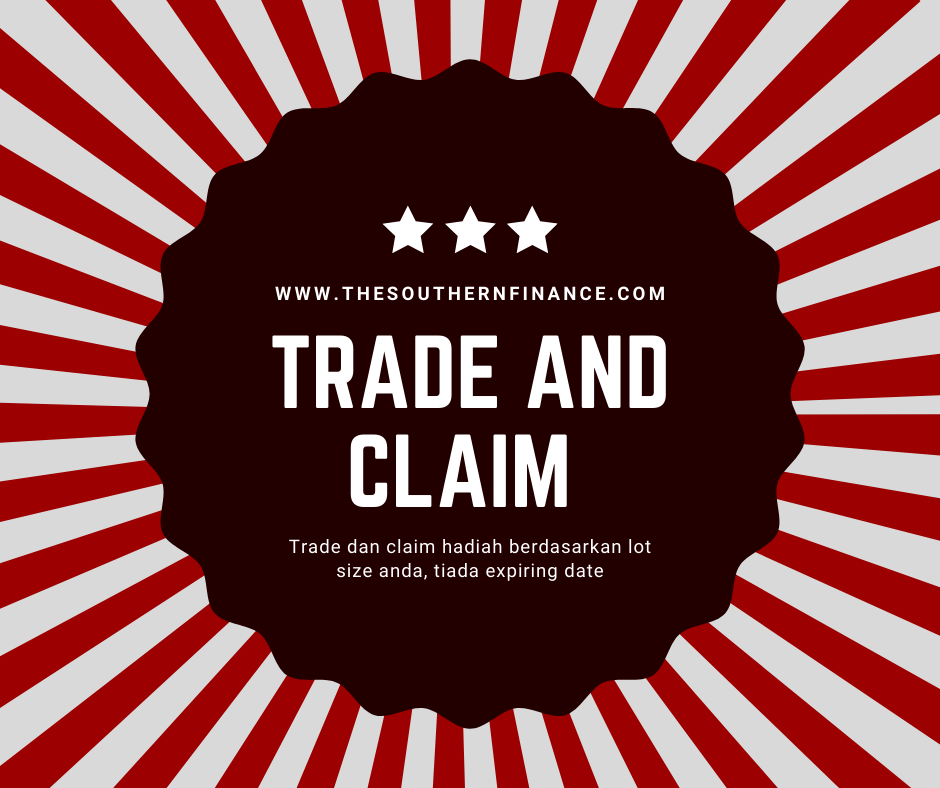 WWW.THESOUTHERNFINANCE.COM
TRADE AND
CLAIM
Trade dan claim hadiah berdasarkan lot
size anda, tiada expiring date